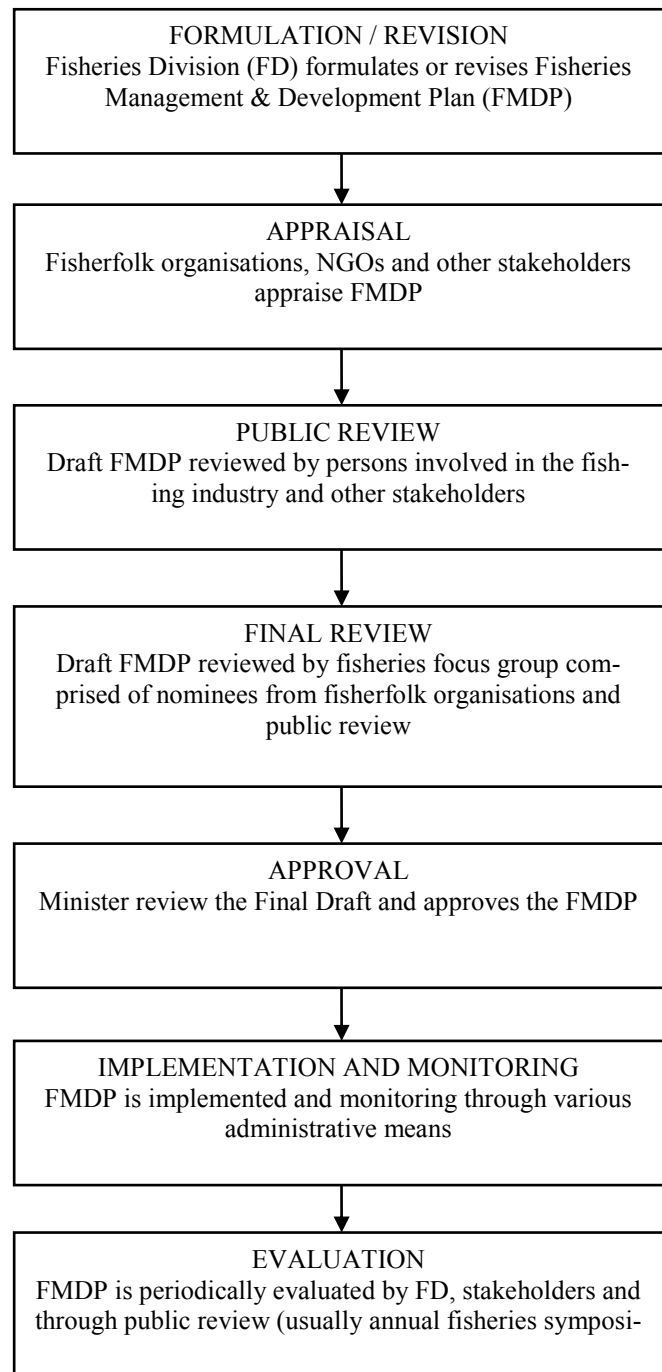 FORMULATION / REVISION
Fisheries Division (FD) formulates or revises Fisheries
Management & Development Plan (FMDP)
APPRAISAL
Fisherfolk organisations, NGOs and other stakeholders
appraise FMDP
PUBLIC REVIEW
Draft FMDP reviewed by persons involved in the fish-
ing industry and other stakeholders
FINAL REVIEW
Draft FMDP reviewed by fisheries focus group com-
prised of nominees from fisherfolk organisations and
public review
APPROVAL
Minister review the Final Draft and approves the FMDP
IMPLEMENTATION AND MONITORING
FMDP is implemented and monitoring through various
administrative means
EVALUATION
FMDP is periodically evaluated by FD, stakeholders and
through public review (usually annual fisheries symposi-